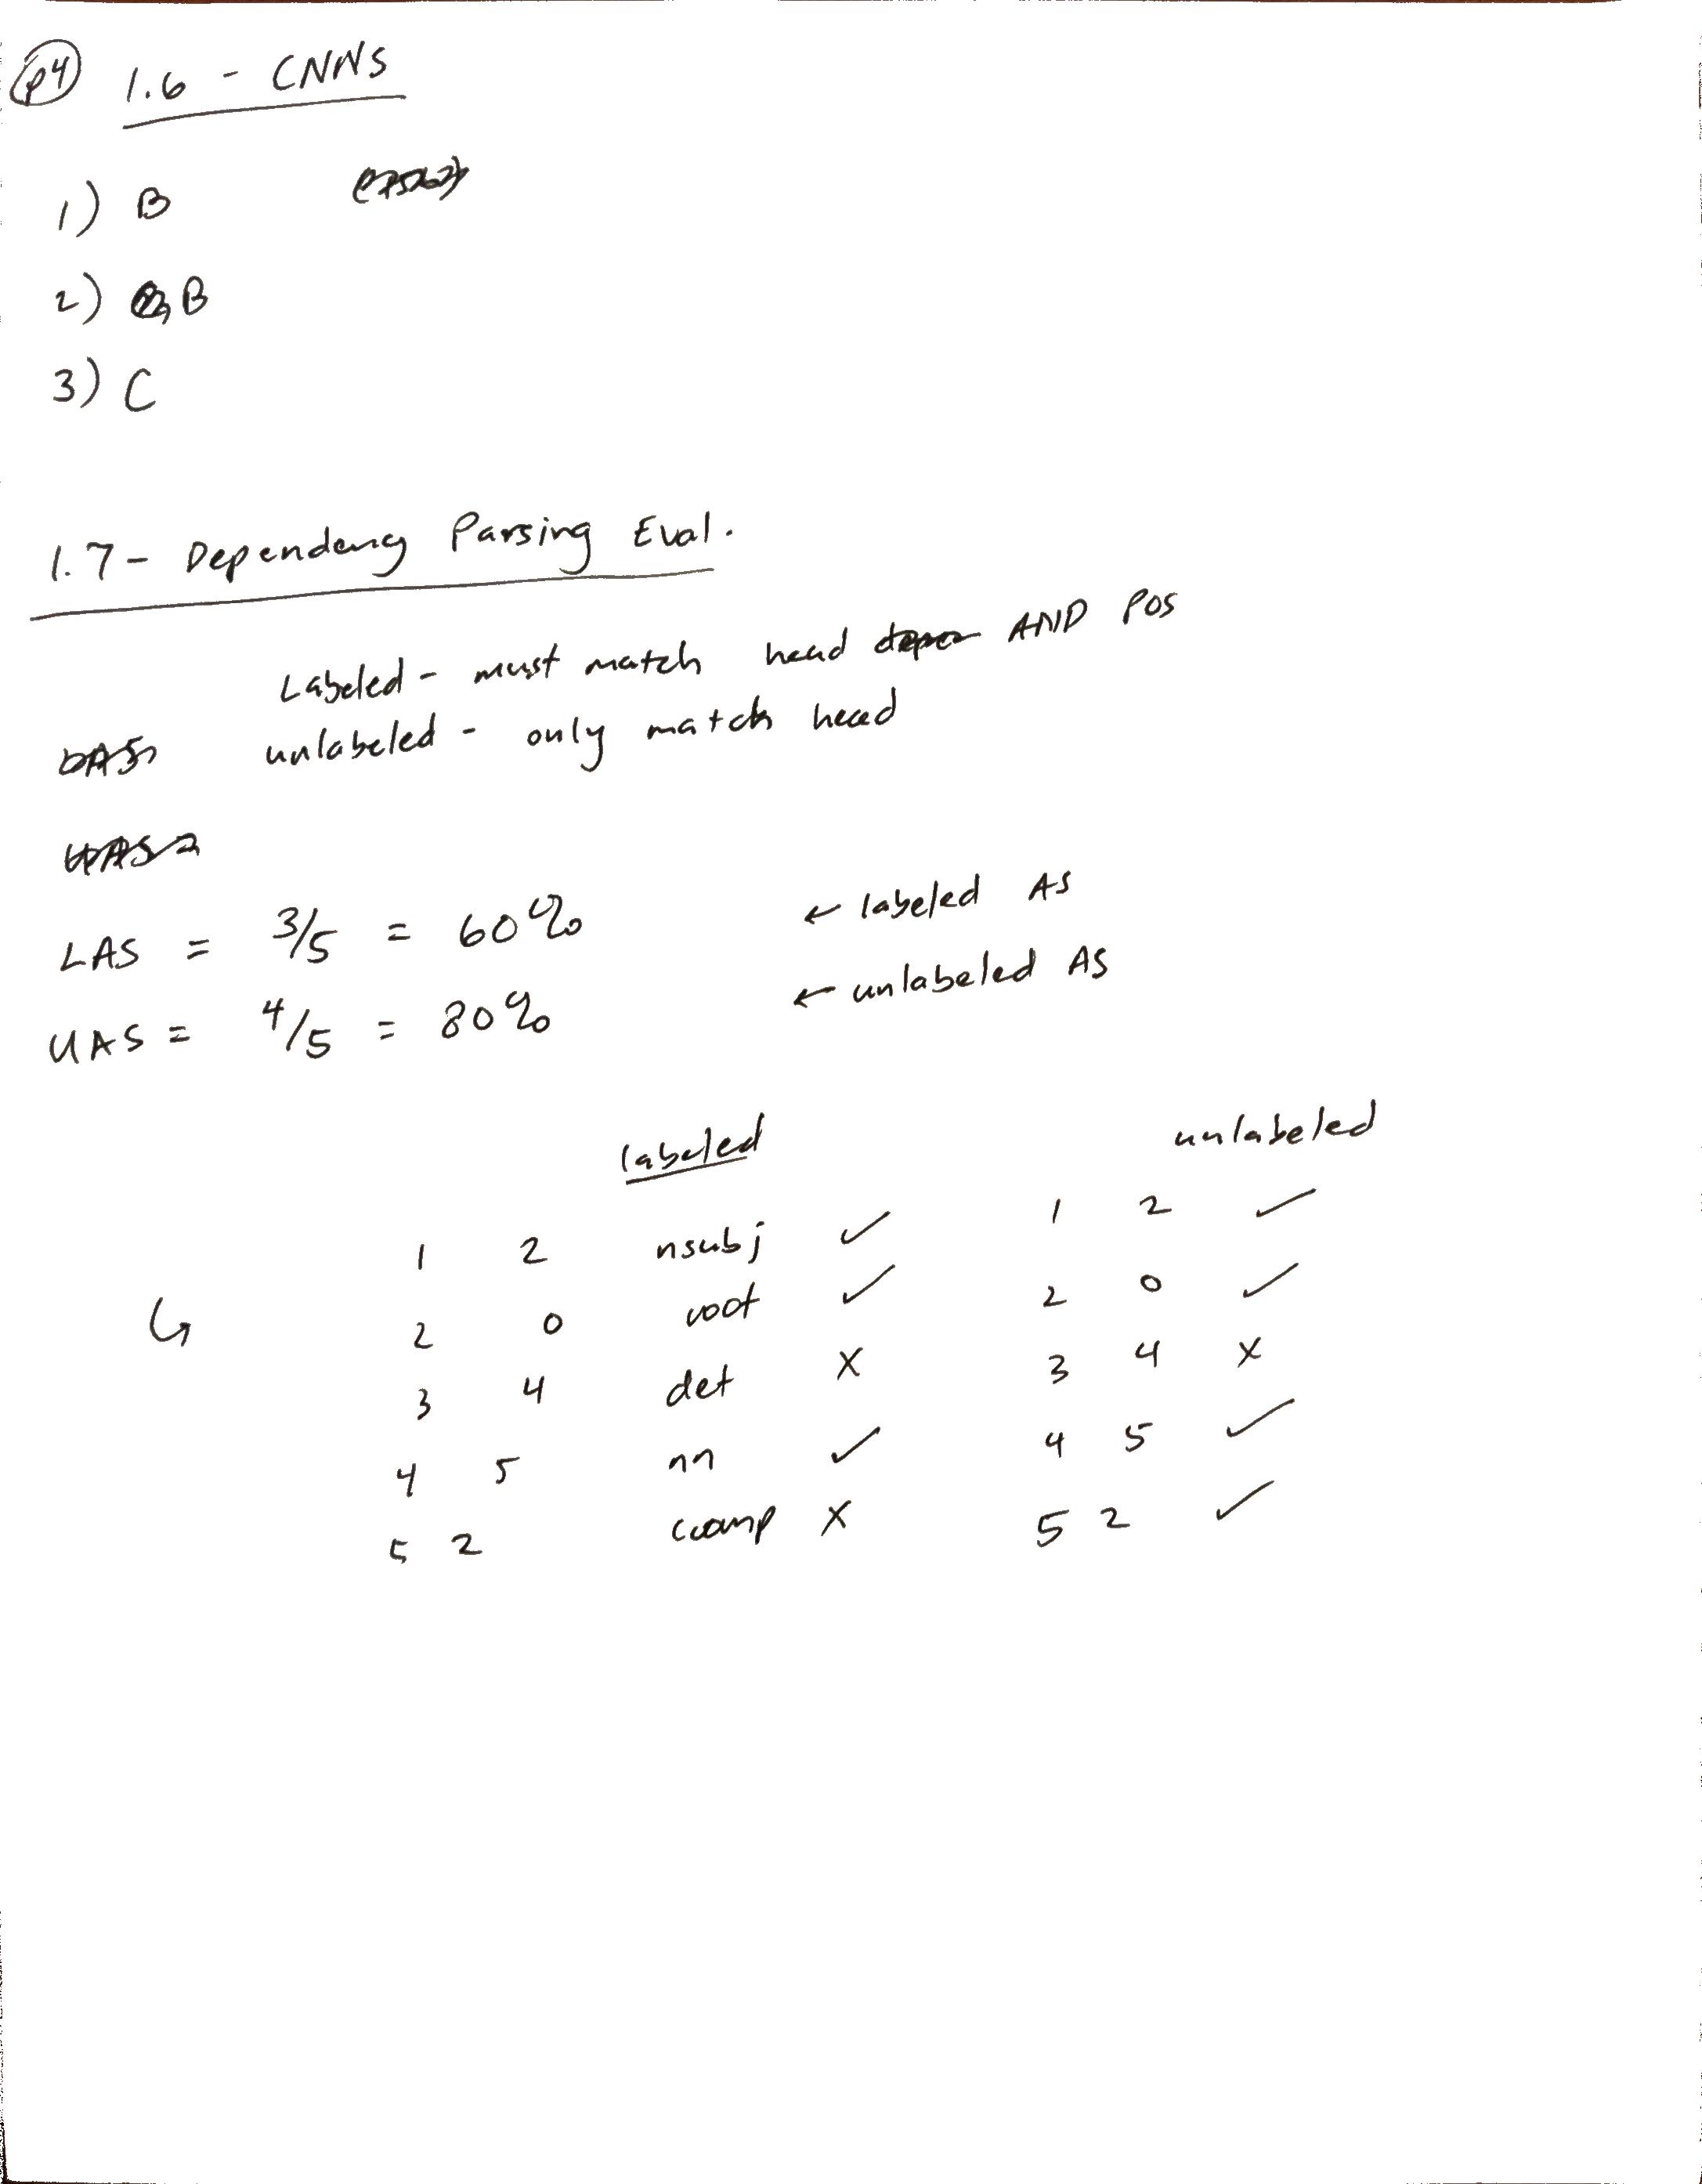 p4 1.6 - CNNs
1) B
2) B
3) C
1.7 - Dependency Parsing Eval.
Labeled - must match head AND POS
unlabeled - only match head
LAS = 3/5 = 60% ← labeled AS
UAS = 4/5 = 80% ← unlabeled AS
labeled unlabeled
1 2 nsubj ✓ 1 2 ✓
↳ 2 0 root ✓ 2 0 ✓
3 4 det X 3 4 X
4 5 nn ✓ 4 5 ✓
5 2 ccomp X 5 2 ✓